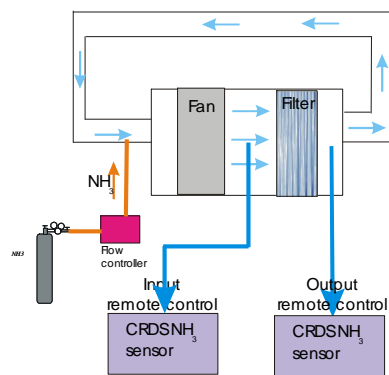 Fan
Filter
NH3
NH3
Flow
controller
Input
remote control
Output
remote control
CRDSNH3
sensor
CRDSNH3
sensor